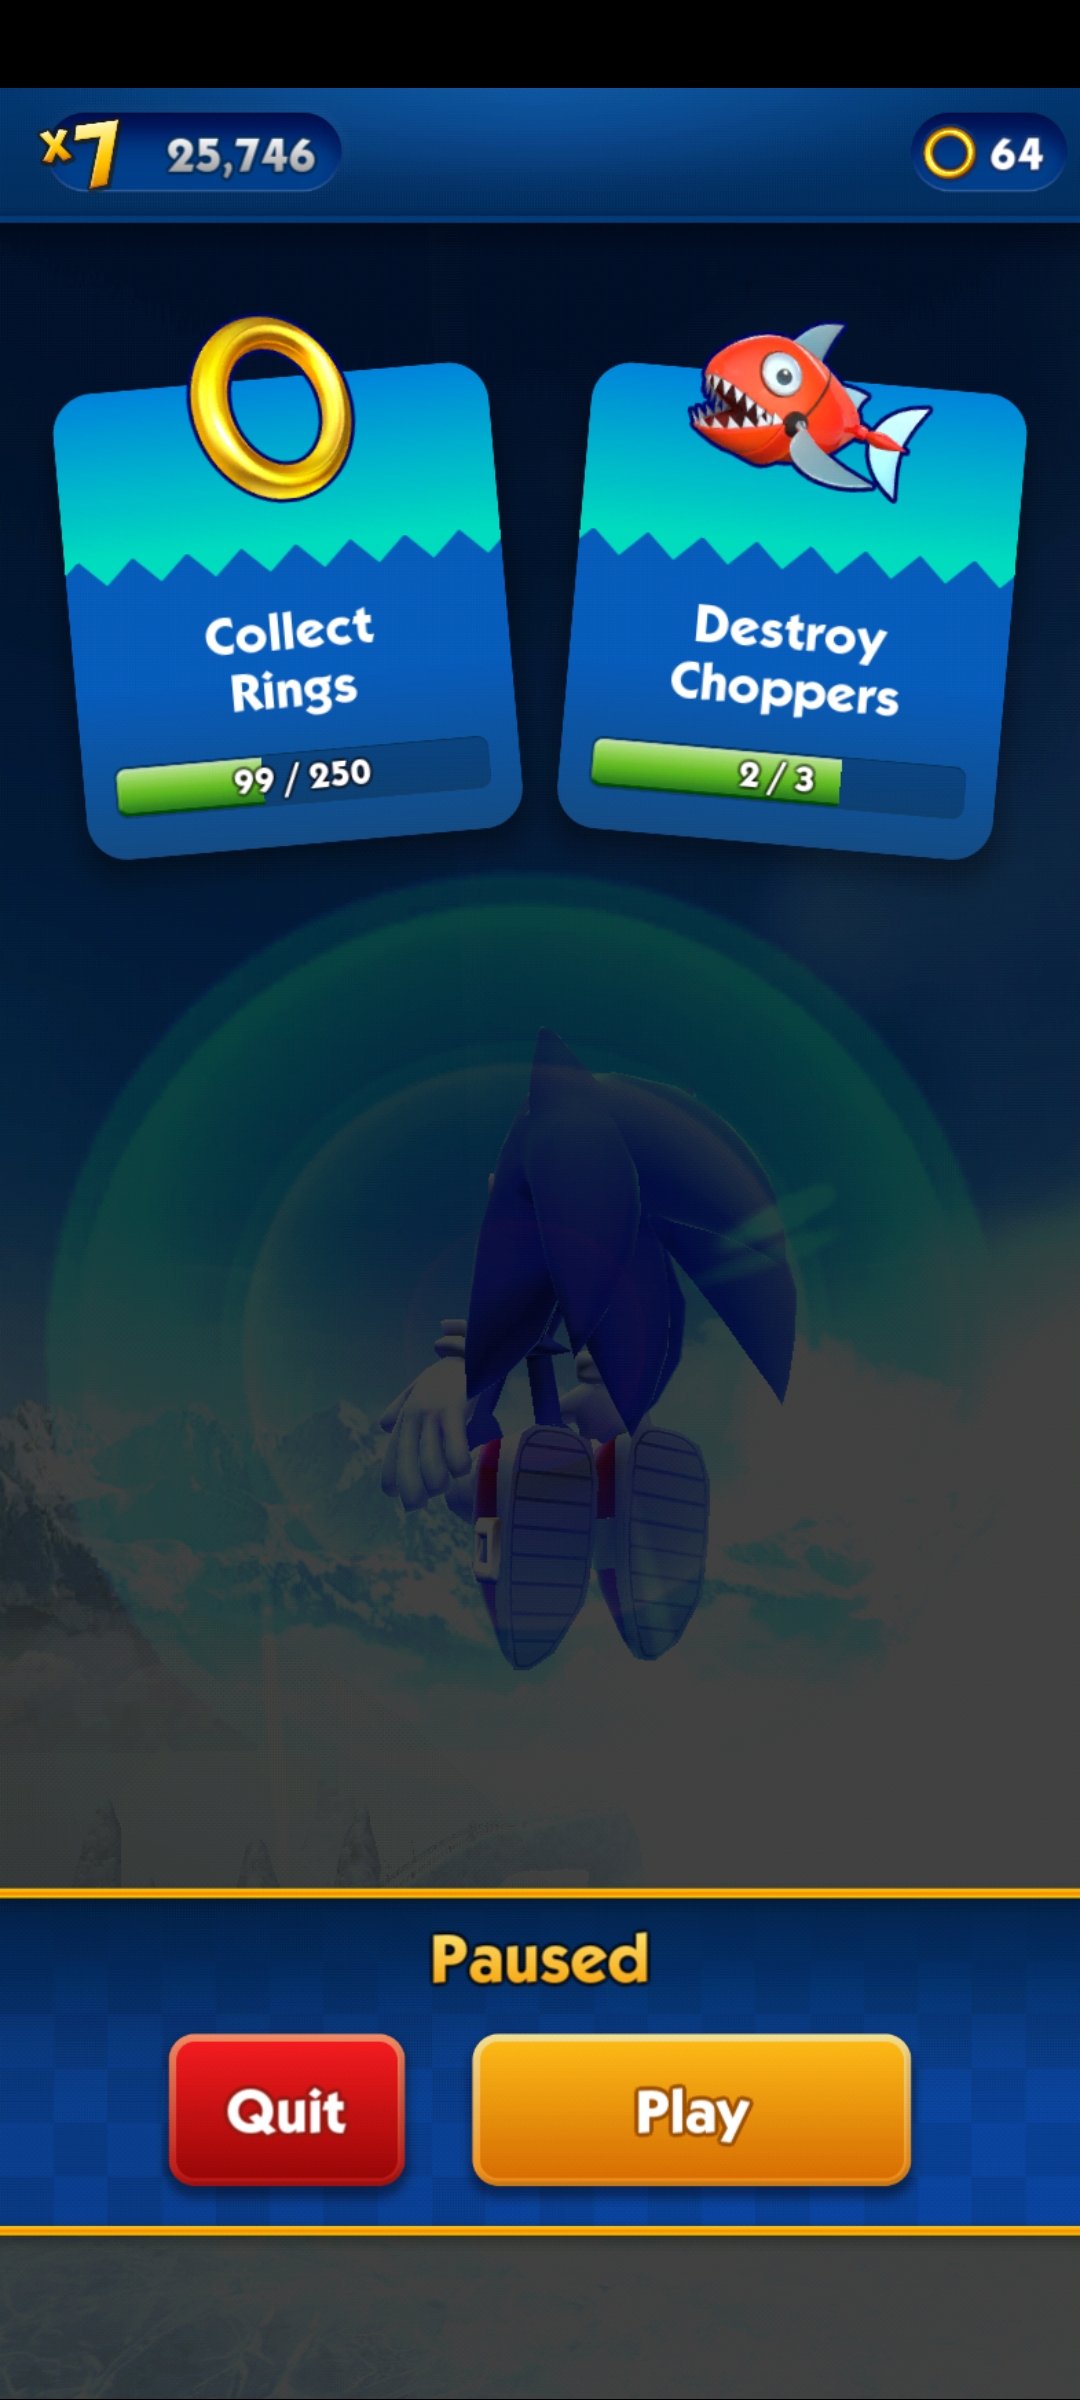 x7 25,746
64
Collect
Rings
99 / 250
Destroy
Choppers
2 / 3
Paused
Quit
Play